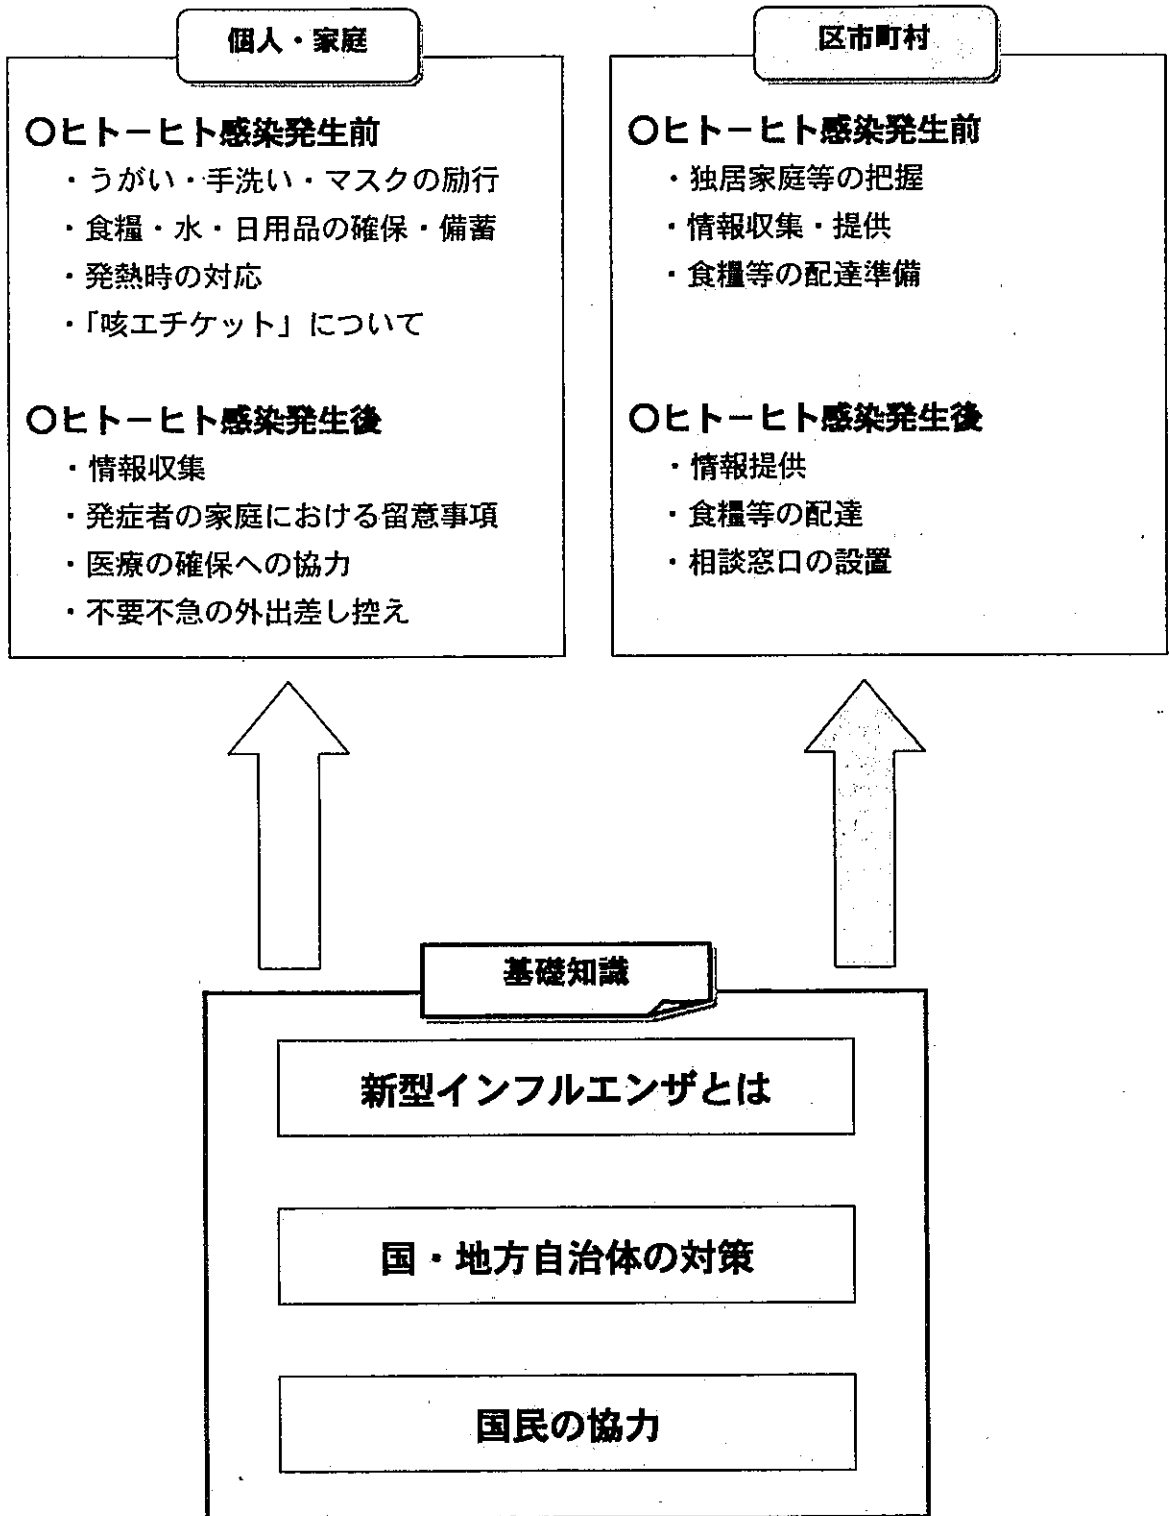 個人・家庭
〇ヒトーヒト感染発生前
・うがい・手洗い・マスクの励行
・食糧・水・日用品の確保・備蓄
・発熱時の対応
・「咳エチケット」について
〇ヒトーヒト感染発生後
・情報収集
・発症者の家庭における留意事項
・医療の確保への協力
・不要不急の外出差し控え
区市町村
〇ヒトーヒト感染発生前
・独居家庭等の把握
・情報収集・提供
・食糧等の配達準備
〇ヒトーヒト感染発生後
・情報提供
・食糧等の配達
・相談窓口の設置
基礎知識
新型インフルエンザとは
国・地方自治体の対策
国民の協力